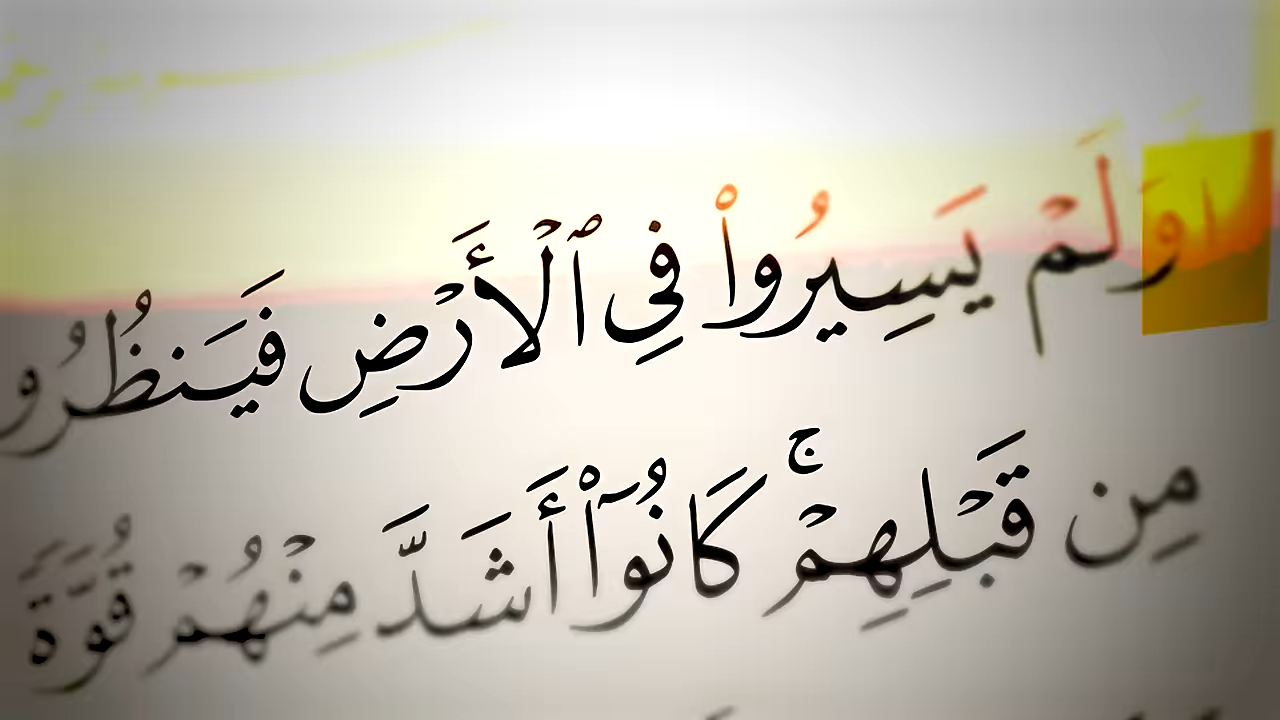 أَوَلَمْ يَسِيرُوا۟ فِى ٱلْأَرْضِ فَيَنظُرُو
مِن قَبْلِهِمْ ۚ كَانُوٓا۟ أَشَدَّ مِنْهُمْ قُوَّةً